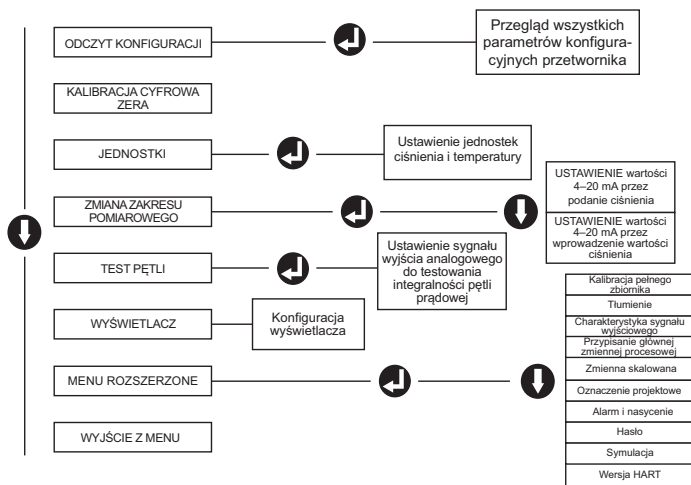 ODCZYT KONFIGURACJI
Przegląd wszystkich
parametrów konfigura-
cyjnych przetwornika
KALIBRACJA CYFROWA
ZERA
JEDNOSTKI
Ustawienie jednostek
ciśnienia i temperatury
ZMIANA ZAKRESU
POMIAROWEGO
USTAWIENIE wartości
4–20 mA przez
podanie ciśnienia
USTAWIENIE wartości
4–20 mA przez
wprowadzenie wartości
ciśnienia
TEST PĘTLI
Ustawienie sygnału
wyjścia analogowego
do testowania
integralności pętli
prądowej
WYŚWIETLACZ
Konfiguracja
wyświetlacza
MENU ROZSZERZONE
Kalibracja pełnego
zbiornika
Tłumienie
Charakterystyka sygnału
wyjściowego
Przypisanie głównej
zmiennej procesowej
Zmienna skalowana
Oznaczenie projektowe
Alarm i nasycenie
Hasło
Symulacja
Wersja HART
WYJŚCIE Z MENU